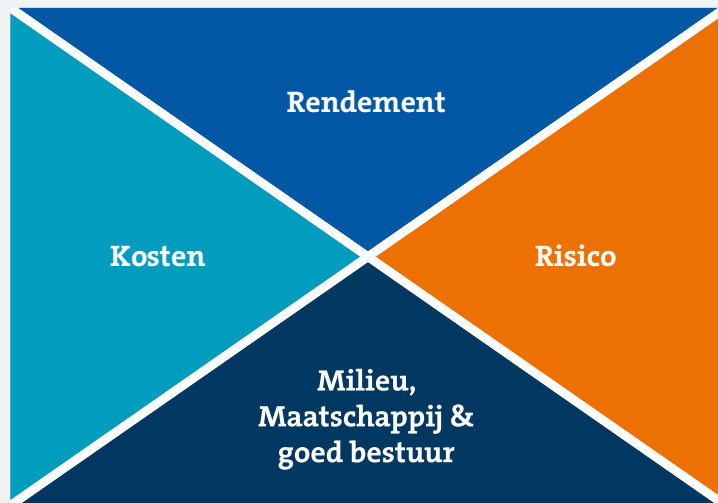 Rendement
Kosten
Risico
Milieu,
Maatschappij &
goed bestuur